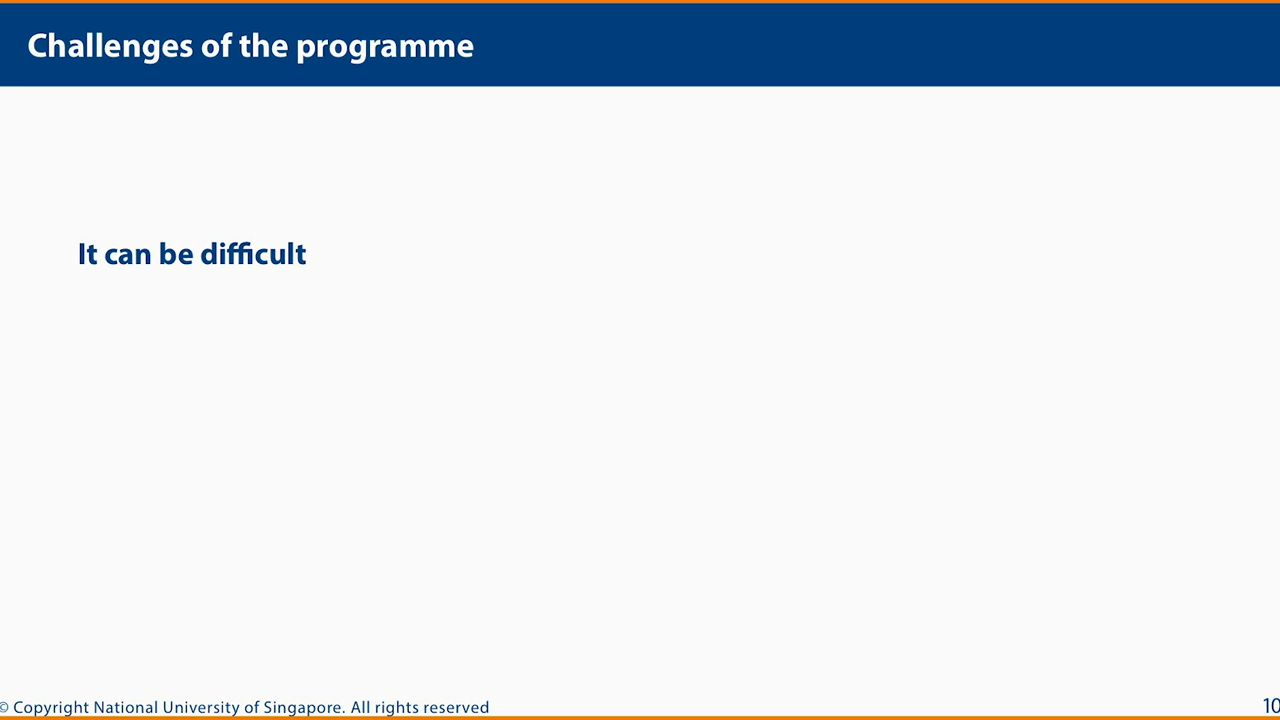 Challenges of the programme
It can be difficult
© Copyright National University of Singapore. All rights reserved
10